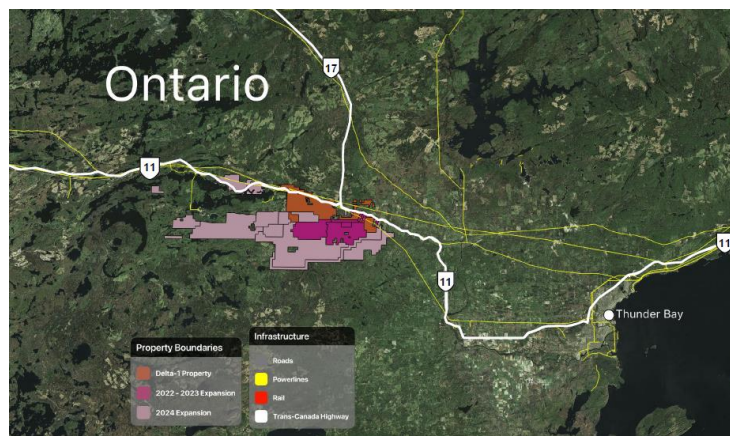 Ontario
17
11
11
11
Thunder Bay
Property Boundaries
Delta-1 Property
2022 - 2023 Expansion
2024 Expansion
Infrastructure
Roads
Powerlines
Rail
Trans-Canada Highway